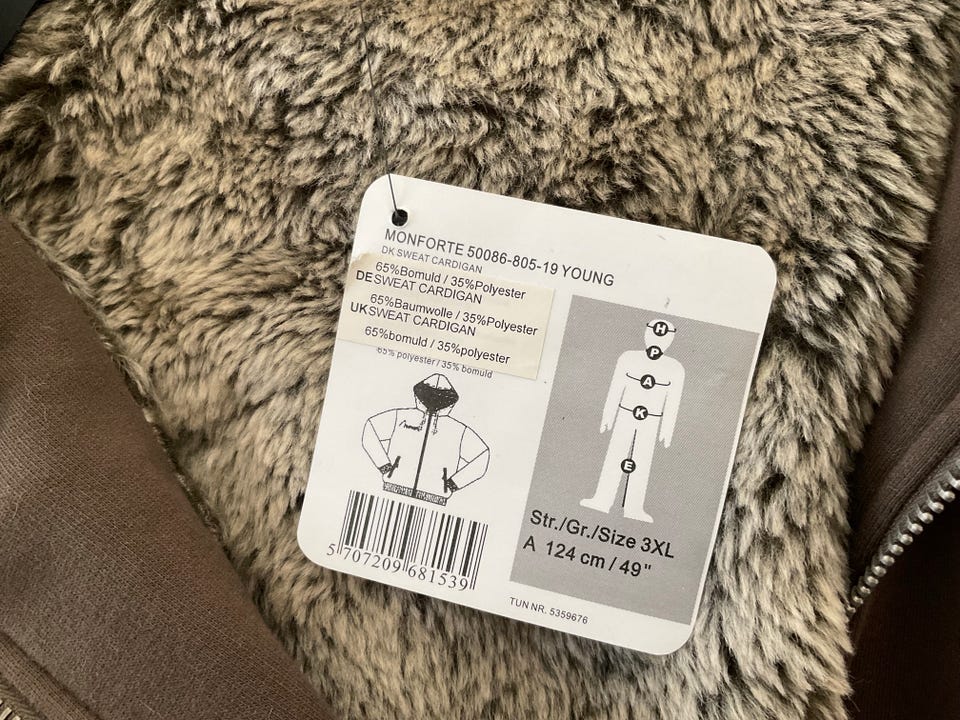 MONFORTE 50086-805-19 YOUNG
DK SWEAT CARDIGAN
65%Bomuld / 35%Polyester
DE SWEAT CARDIGAN
65%Baumwolle / 35%Polyester
UK SWEAT CARDIGAN
65%bomuld / 35%polyester
65% polyester / 35% bomuld
H
P
A
K
E
Str./Gr./Size 3XL
A 124 cm / 49"
5 707209 681539
TUN NR. 5359676